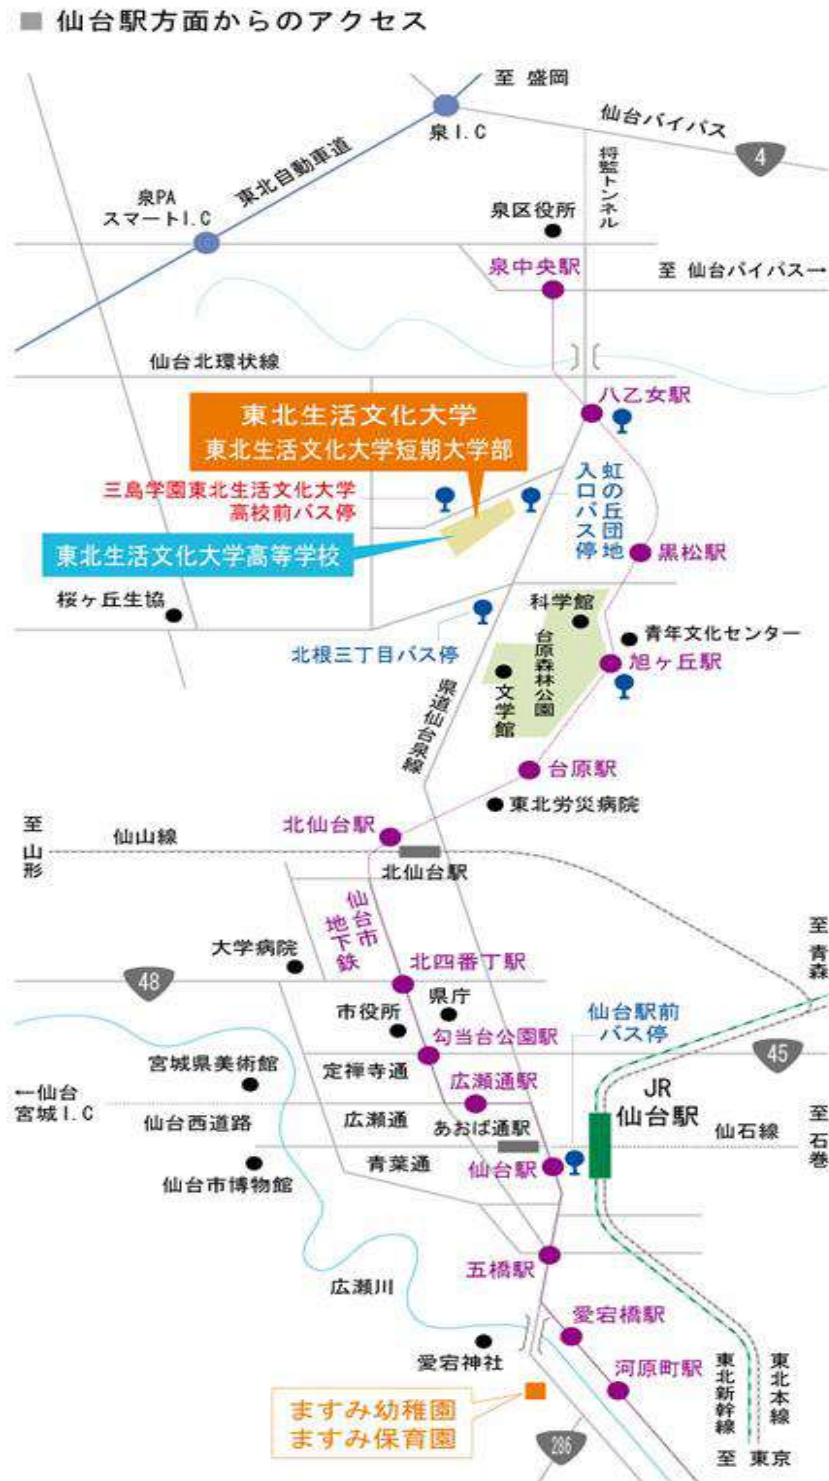 ■ 仙台駅方面からのアクセス
至 盛岡
泉I.C
仙台バイパス
4
東北自動車道
将監トンネル
泉PA
スマートI.C
泉区役所
泉中央駅
至 仙台バイパス→
仙台北環状線
八乙女駅
東北生活文化大学
東北生活文化大学短期大学部
三島学園東北生活文化大学
高校前バス停
虹の丘団地
入口バス停
東北生活文化大学高等学校
黒松駅
桜ヶ丘生協
科学館
青年文化センター
北根三丁目バス停
台原森林公園
旭ヶ丘駅
文学館
県道仙台泉線
台原駅
東北労災病院
北仙台駅
至 山形
仙山線
北仙台駅
仙台市
地下鉄
至 青森
大学病院
48
北四番丁駅
県庁
市役所
仙台駅前
バス停
勾当台公園駅
45
宮城県美術館
定禅寺通
広瀬通駅
JR
仙台駅
←仙台
宮城I.C
仙台西道路
広瀬通
あおば通駅
仙石線
至 石巻
青葉通
仙台駅
仙台市博物館
五橋駅
広瀬川
愛宕橋駅
愛宕神社
河原町駅
東北新幹線
東北本線
ますみ幼稚園
ますみ保育園
286
至 東京